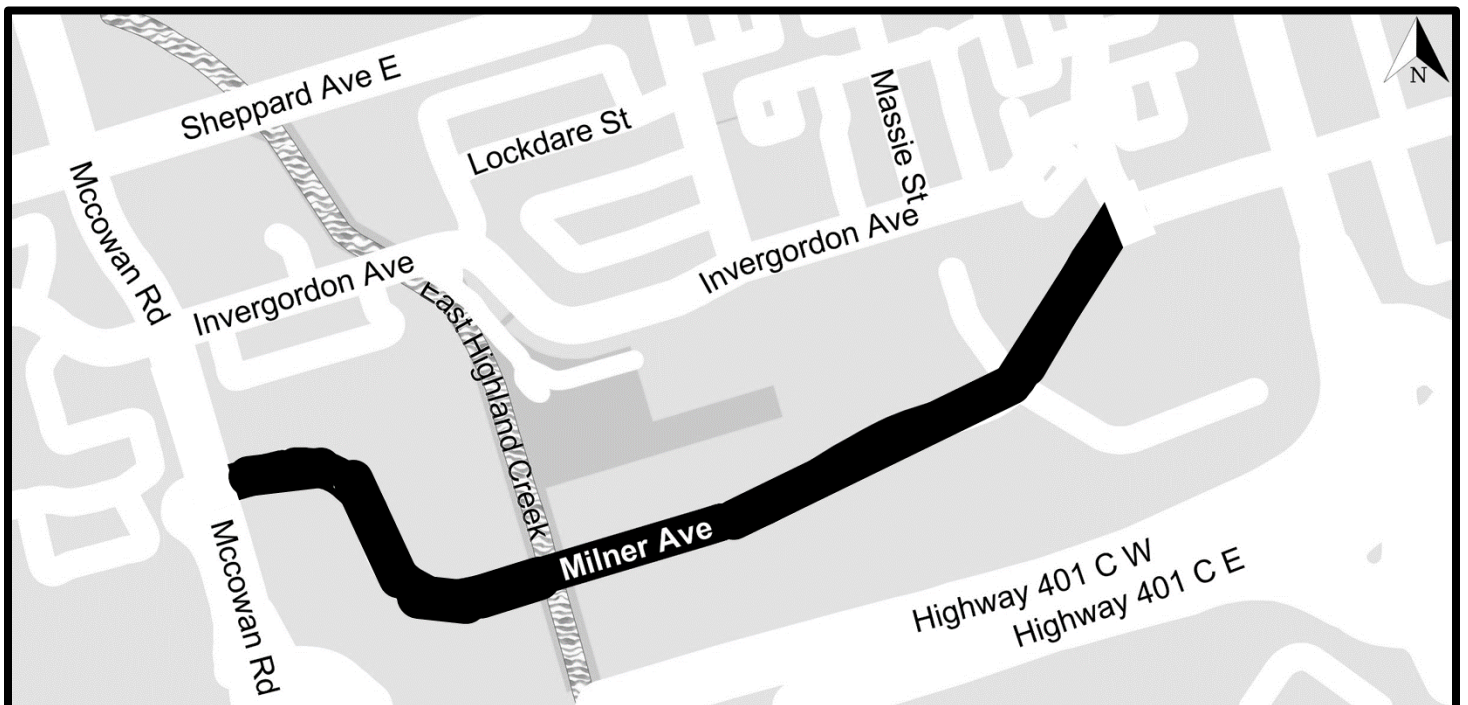 N
Sheppard Ave E
Lockdare St
Massie St
Mccowan Rd
Invergordon Ave
Invergordon Ave
East Highland Creek
Milner Ave
Mccowan Rd
Highway 401 C W
Highway 401 C E